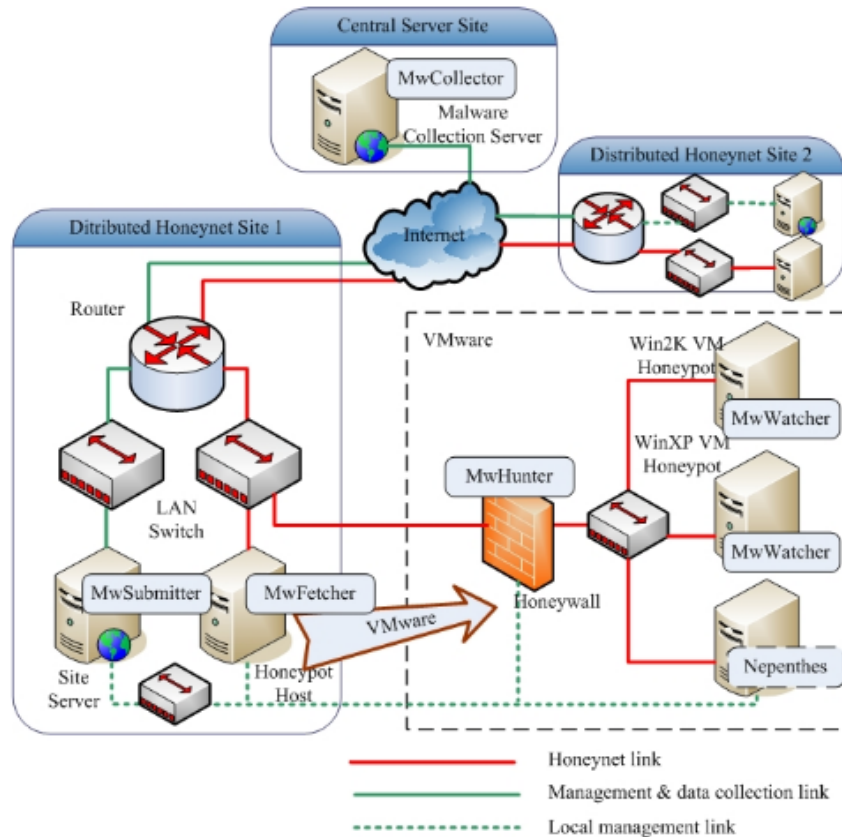 Central Server Site
MwCollector
Malware
Collection Server
Distributed Honeynet Site 2
Internet
Ditributed Honeynet Site 1
Router
VMware
Win2K VM
Honeypot
MwWatcher
WinXP VM
Honeypot
MwHunter
MwWatcher
LAN
Switch
MwSubmitter
MwFetcher
VMware
Honeywall
Nepenthes
Site
Server
Honeypot
Host
Honeynet link
Management & data collection link
Local management link